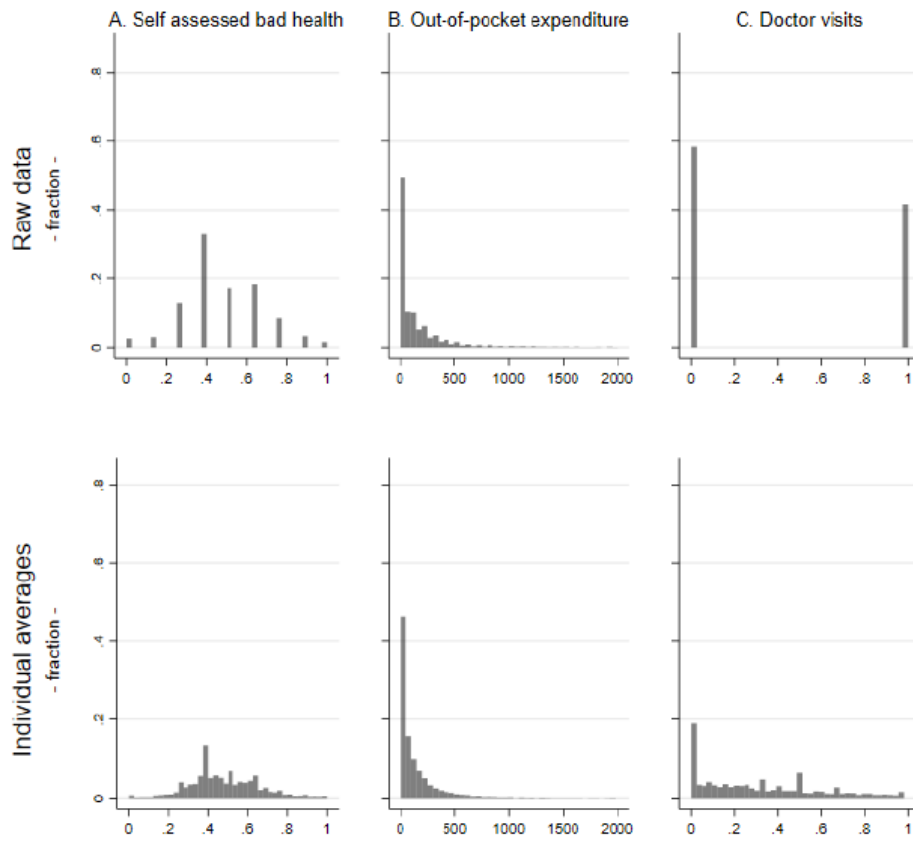 A. Self assessed bad health
B. Out-of-pocket expenditure
C. Doctor visits
Raw data
- fraction -
.8
.6
.4
.2
0
0 .2 .4 .6 .8 1
0 500 1000 1500 2000
0 .2 .4 .6 .8 1
Individual averages
- fraction -
.8
.6
.4
.2
0
0 .2 .4 .6 .8 1
0 500 1000 1500 2000
0 .2 .4 .6 .8 1